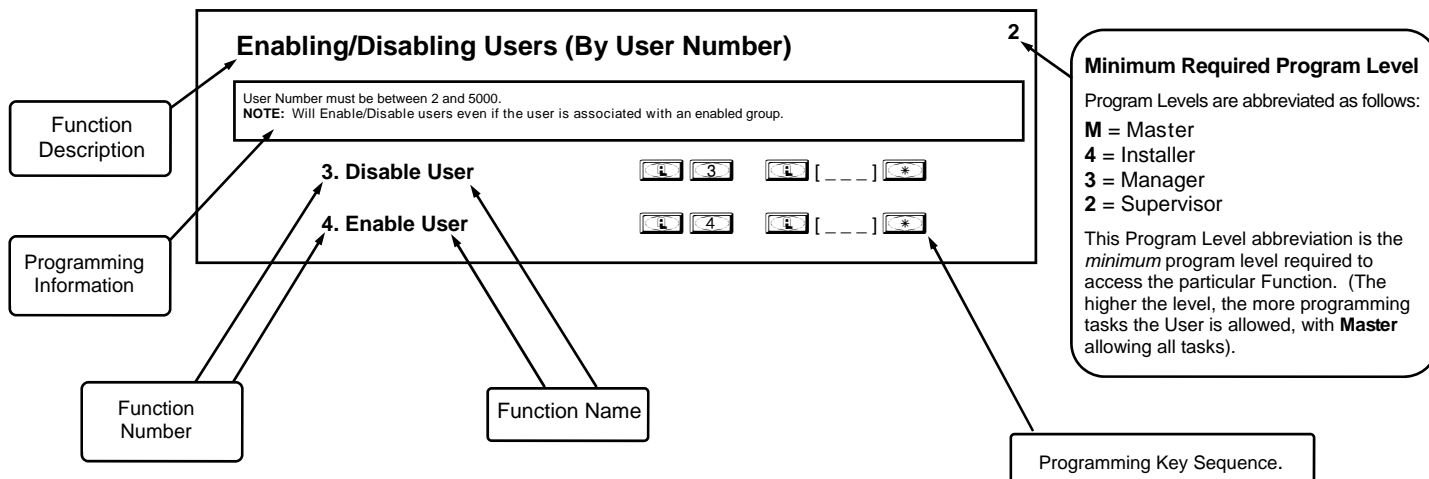 Enabling/Disabling Users (By User Number)
2
User Number must be between 2 and 5000.
NOTE: Will Enable/Disable users even if the user is associated with an enabled group.
3. Disable User
3 [ _ _ _ ] *
4. Enable User
4 [ _ _ _ ] *
Function
Description
Programming
Information
Function
Number
Function Name
Minimum Required Program Level
Program Levels are abbreviated as follows:
M = Master
4 = Installer
3 = Manager
2 = Supervisor
This Program Level abbreviation is the
minimum program level required to
access the particular Function. (The
higher the level, the more programming
tasks the User is allowed, with Master
allowing all tasks).
Programming Key Sequence.